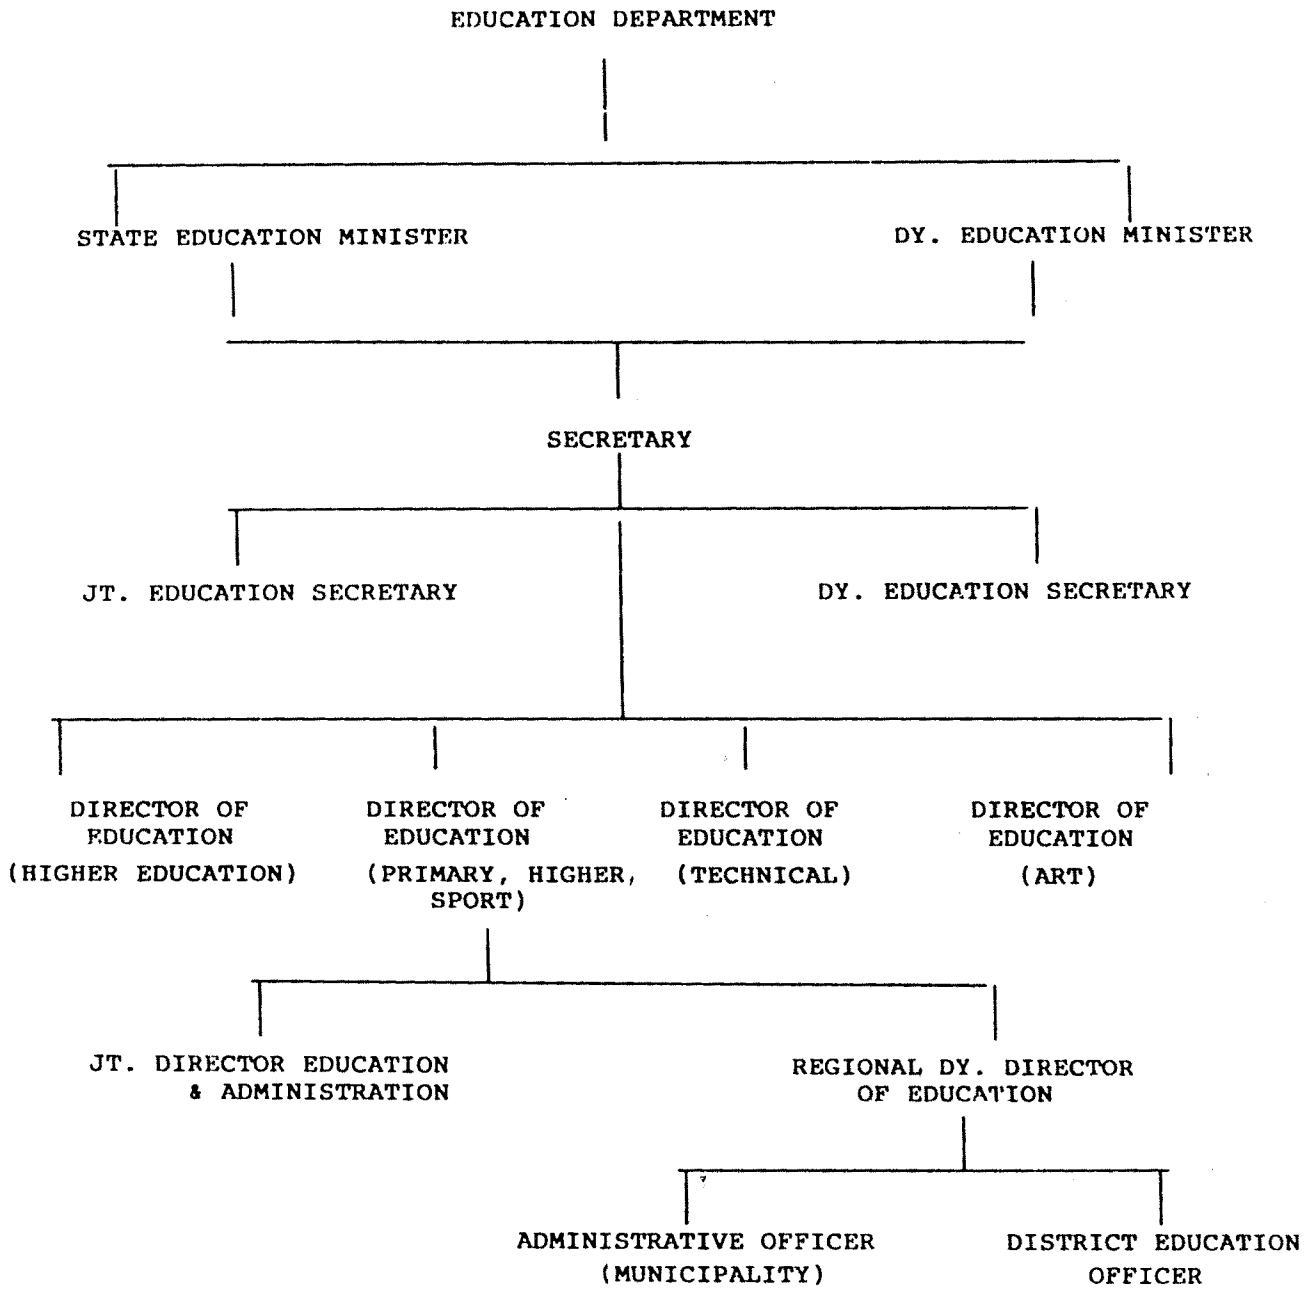 EDUCATION DEPARTMENT
STATE EDUCATION MINISTER
DY. EDUCATION MINISTER
SECRETARY
JT. EDUCATION SECRETARY
DY. EDUCATION SECRETARY
DIRECTOR OF
EDUCATION
(HIGHER EDUCATION)
DIRECTOR OF
EDUCATION
(PRIMARY, HIGHER,
SPORT)
DIRECTOR OF
EDUCATION
(TECHNICAL)
DIRECTOR OF
EDUCATION
(ART)
JT. DIRECTOR EDUCATION
& ADMINISTRATION
REGIONAL DY. DIRECTOR
OF EDUCATION
ADMINISTRATIVE OFFICER
(MUNICIPALITY)
DISTRICT EDUCATION
OFFICER